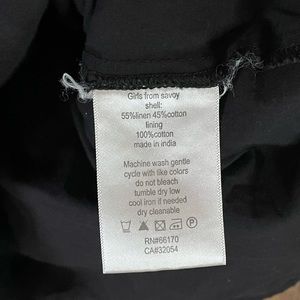 Girls from savoy
shell:
55%linen 45%cotton
lining
100%cotton
made in india
Machine wash gentle
cycle with like colors
do not bleach
tumble dry low
cool iron if needed
dry cleanable
RN#66170
CA#32054